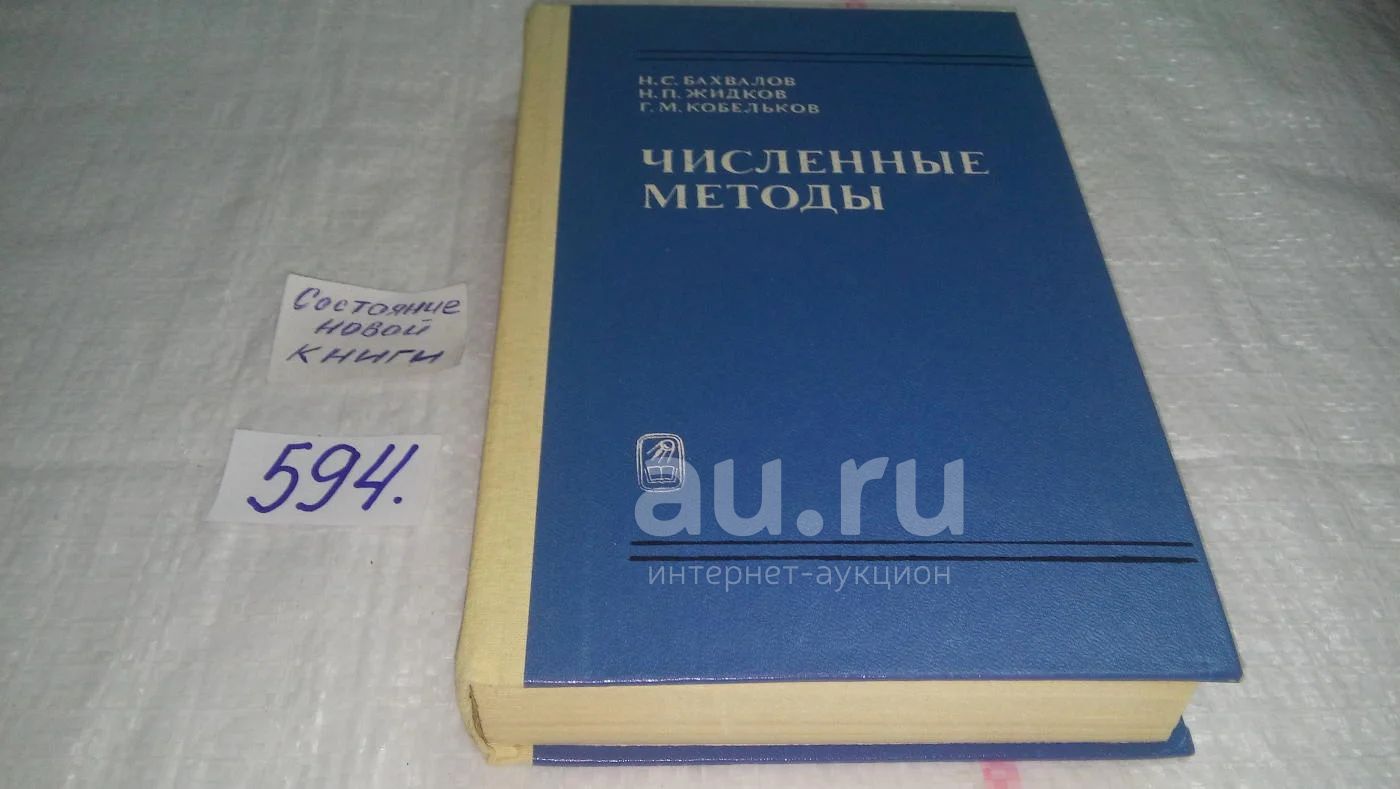 Н.С. БАХВАЛОВ
Н.П. ЖИДКОВ
Г.М. КОБЕЛЬКОВ
ЧИСЛЕННЫЕ
МЕТОДЫ
Состояние
новой
книги
594.
au.ru
интернет-аукцион